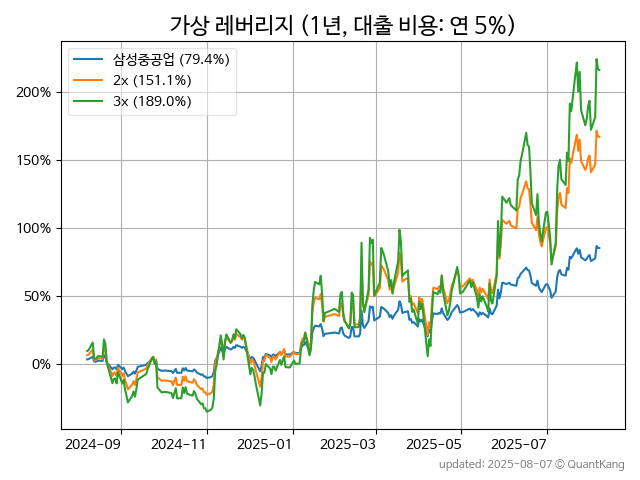 가상 레버리지 (1년, 대출 비용: 연 5%)
삼성중공업 (79.4%)
2x (151.1%)
3x (189.0%)
200%
150%
100%
50%
0%
2024-09
2024-11
2025-01
2025-03
2025-05
2025-07
updated: 2025-08-07 © QuantKang